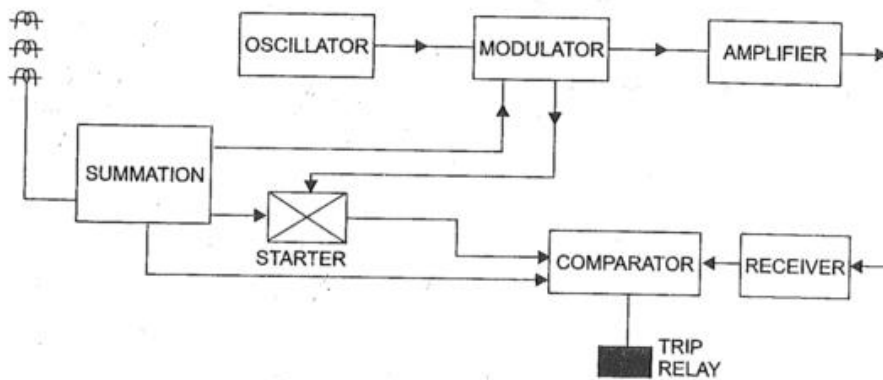 OSCILLATOR
MODULATOR
AMPLIFIER
SUMMATION
STARTER
COMPARATOR
RECEIVER
TRIP
RELAY